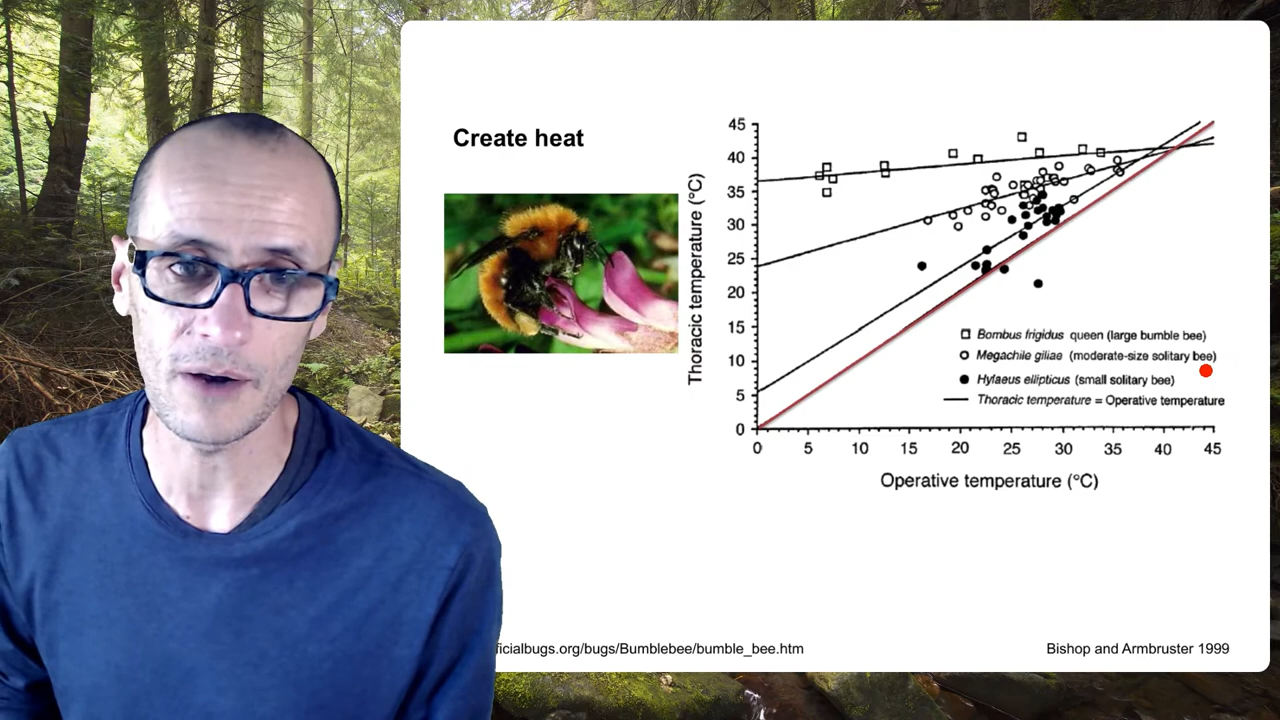 Create heat
Thoracic temperature (°C)
45
40
35
30
25
20
15
10
5
0
Bombus frigidus queen (large bumble bee)
Megachile giliae (moderate-size solitary bee)
Hylaeus ellipticus (small solitary bee)
Thoracic temperature = Operative temperature
0 5 10 15 20 25 30 35 40 45
Operative temperature (°C)
ficialbugs.org/bugs/Bumblebee/bumble_bee.htm
Bishop and Armbruster 1999